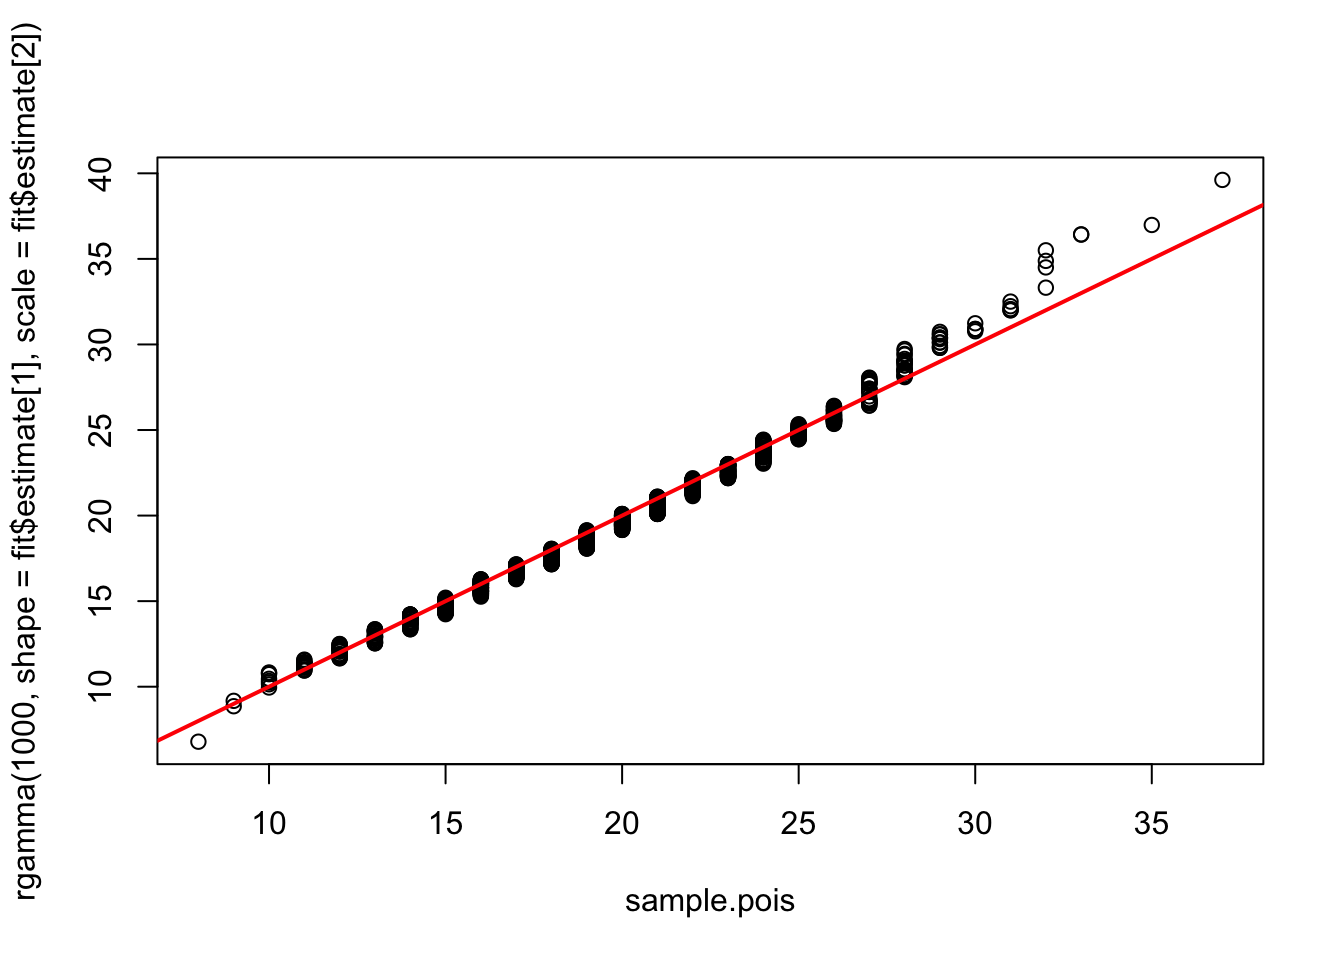 rgamma(1000, shape = fit$estimate[1], scale = fit$estimate[2])
40
35
30
25
20
15
10
10 15 20 25 30 35
sample.pois